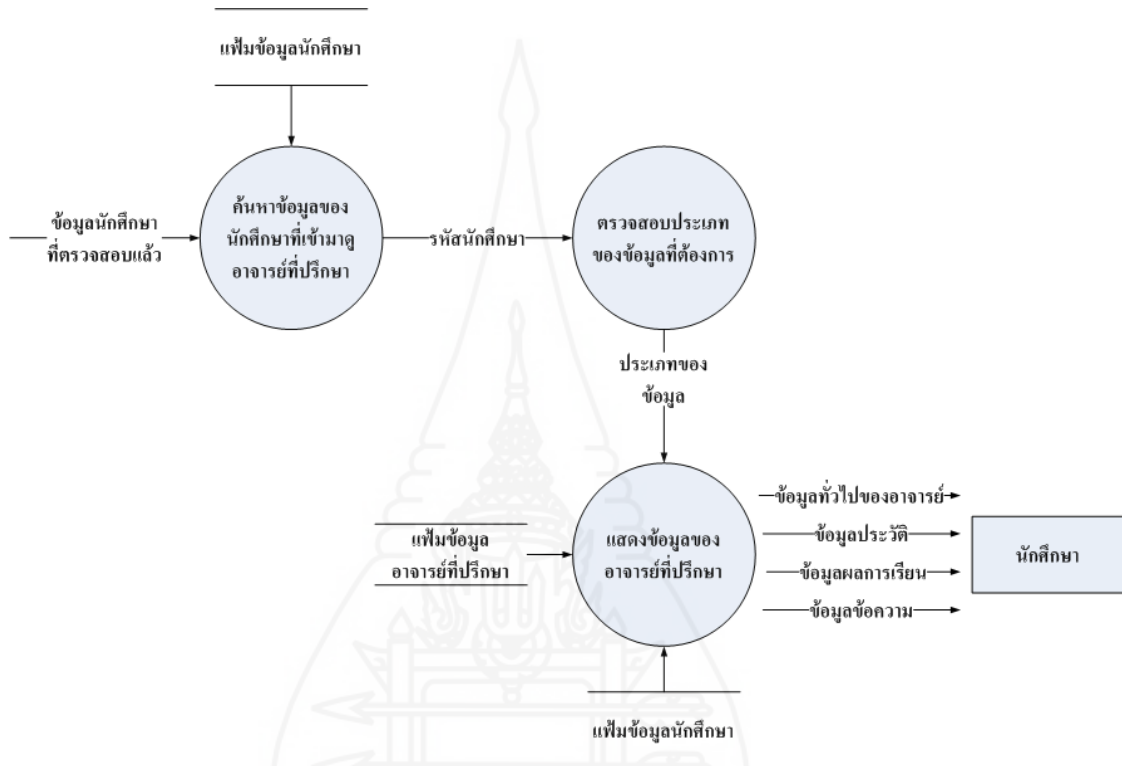 แฟ้มข้อมูลนักศึกษา
ข้อมูลนักศึกษา
ที่ตรวจสอบแล้ว
ค้นหาข้อมูลของ
นักศึกษาที่เข้ามาดู
อาจารย์ที่ปรึกษา
รหัสนักศึกษา
ตรวจสอบประเภท
ของข้อมูลที่ต้องการ
ประเภทของ
ข้อมูล
แฟ้มข้อมูล
อาจารย์ที่ปรึกษา
แสดงข้อมูลของ
อาจารย์ที่ปรึกษา
ข้อมูลทั่วไปของอาจารย์
ข้อมูลประวัติ
ข้อมูลผลการเรียน
ข้อมูลข้อความ
นักศึกษา
แฟ้มข้อมูลนักศึกษา